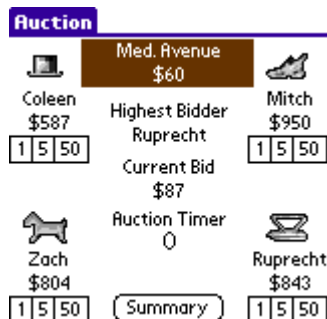 Auction
Med. Avenue
$60
Coleen
$587
1 5 50
Mitch
$950
1 5 50
Highest Bidder
Ruprecht
Current Bid
$87
Auction Timer
0
Zach
$804
1 5 50
Ruprecht
$843
1 5 50
Summary